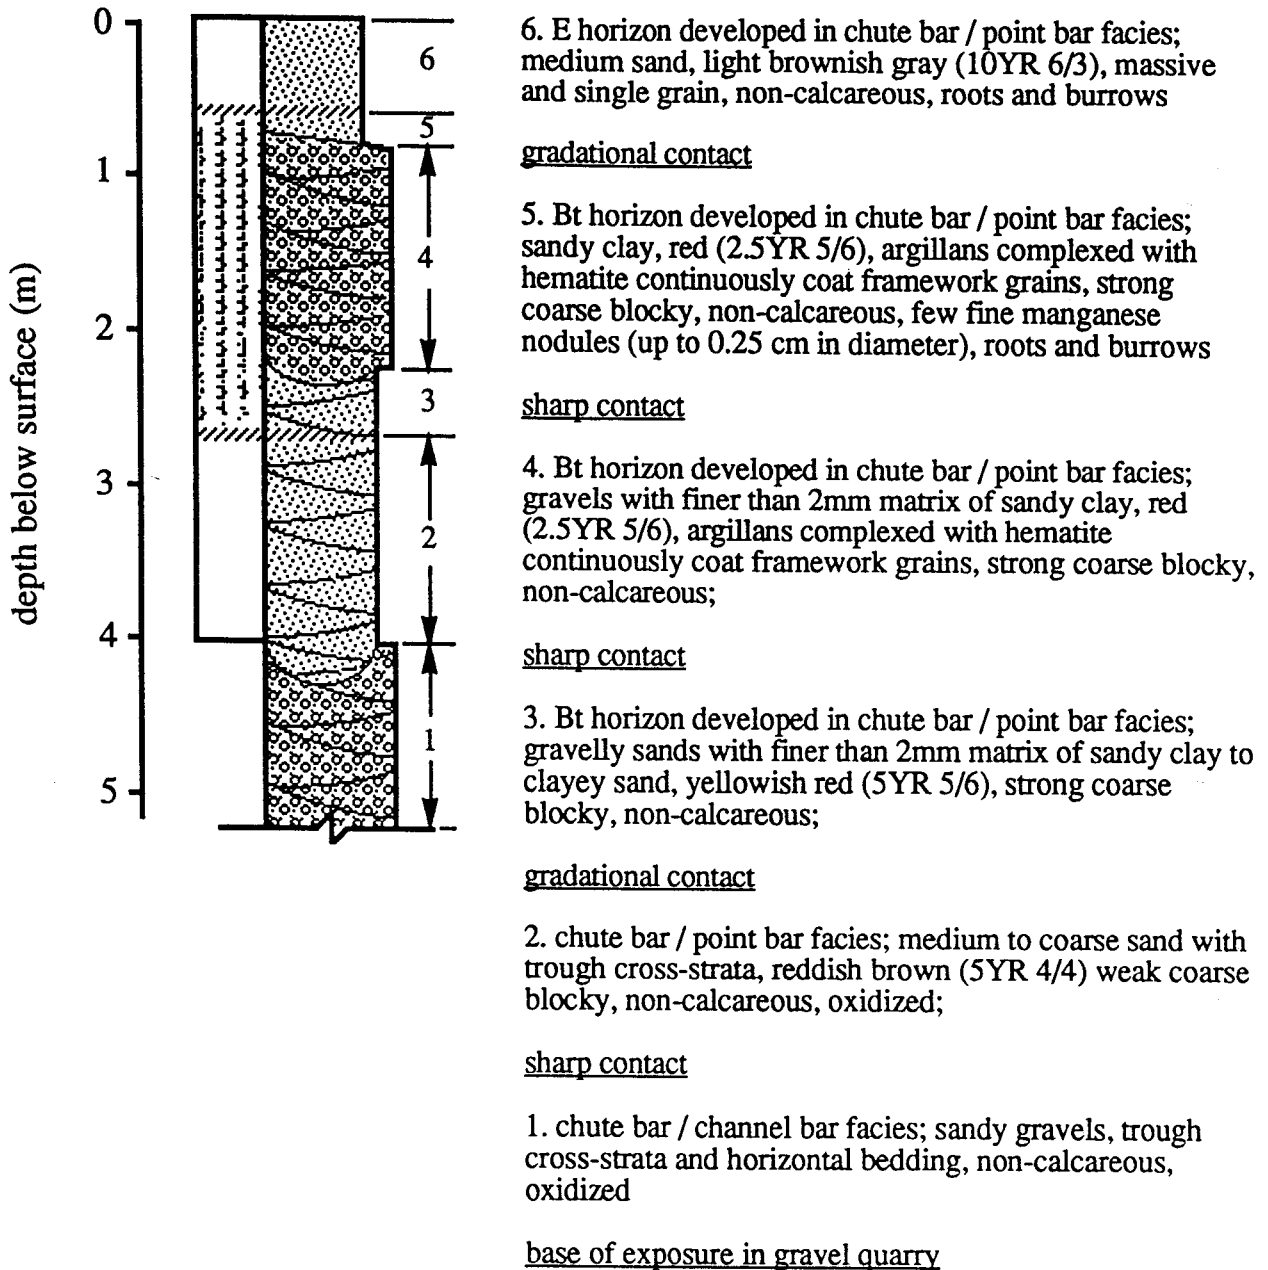 0
1
2
3
4
5
depth below surface (m)
6
5
4
3
2
1
6. E horizon developed in chute bar / point bar facies;
medium sand, light brownish gray (10YR 6/3), massive
and single grain, non-calcareous, roots and burrows
gradational contact
5. Bt horizon developed in chute bar / point bar facies;
sandy clay, red (2.5YR 5/6), argillans complexed with
hematite continuously coat framework grains, strong
coarse blocky, non-calcareous, few fine manganese
nodules (up to 0.25 cm in diameter), roots and burrows
sharp contact
4. Bt horizon developed in chute bar / point bar facies;
gravels with finer than 2mm matrix of sandy clay, red
(2.5YR 5/6), argillans complexed with hematite
continuously coat framework grains, strong coarse blocky,
non-calcareous;
sharp contact
3. Bt horizon developed in chute bar / point bar facies;
gravelly sands with finer than 2mm matrix of sandy clay to
clayey sand, yellowish red (5YR 5/6), strong coarse
blocky, non-calcareous;
gradational contact
2. chute bar / point bar facies; medium to coarse sand with
trough cross-strata, reddish brown (5YR 4/4) weak coarse
blocky, non-calcareous, oxidized;
sharp contact
1. chute bar / channel bar facies; sandy gravels, trough
cross-strata and horizontal bedding, non-calcareous,
oxidized
base of exposure in gravel quarry